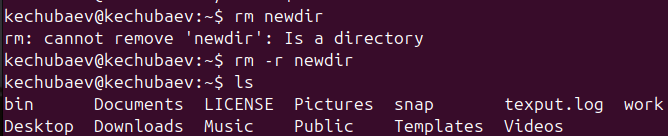 kechubaev@kechubaev:~$ rm newdir
rm: cannot remove 'newdir': Is a directory
kechubaev@kechubaev:~$ rm -r newdir
kechubaev@kechubaev:~$ ls
bin Documents LICENSE Pictures snap texput.log work
Desktop Downloads Music Public Templates Videos